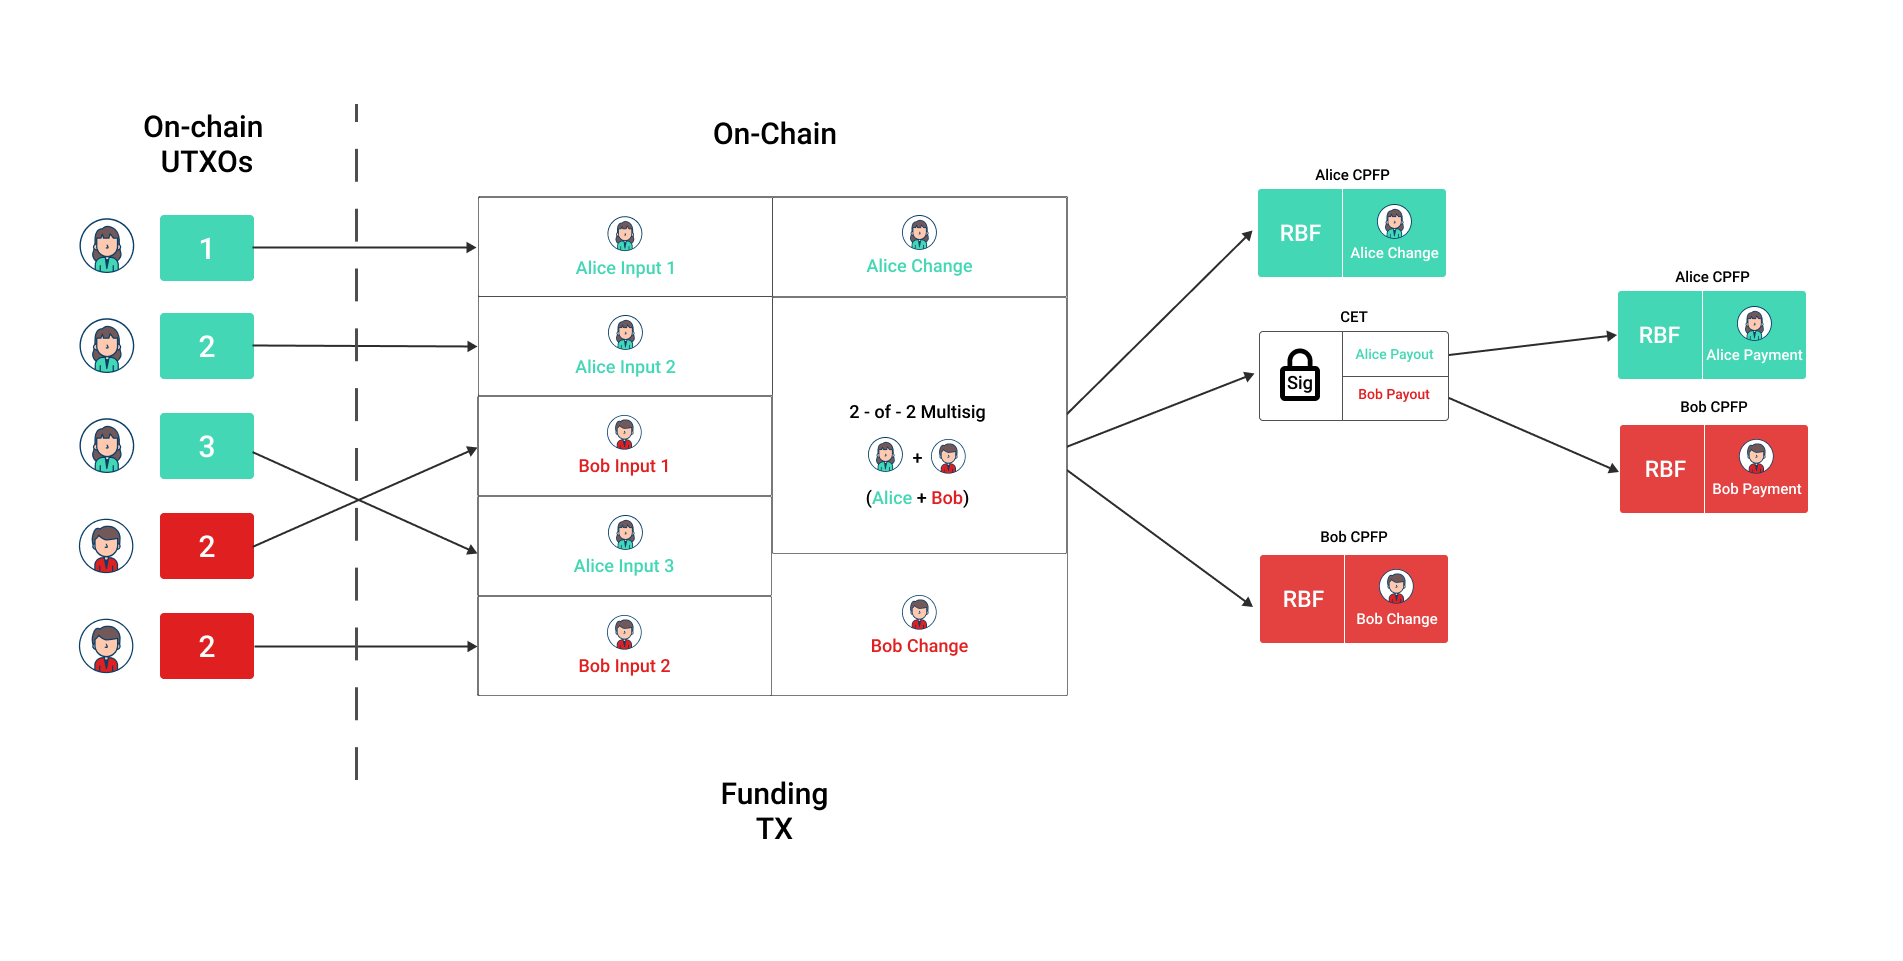 On-chain
UTXOs
1
2
3
2
2
On-Chain
Alice Input 1
Alice Change
Alice Input 2
Bob Input 1
Alice Input 3
Bob Input 2
2 - of - 2 Multisig
+
(Alice + Bob)
Bob Change
Funding
TX
Alice CPFP
RBF
Alice Change
CET
Sig
Alice Payout
Bob Payout
Bob CPFP
RBF
Bob Change
Alice CPFP
RBF
Alice Payment
Bob CPFP
RBF
Bob Payment